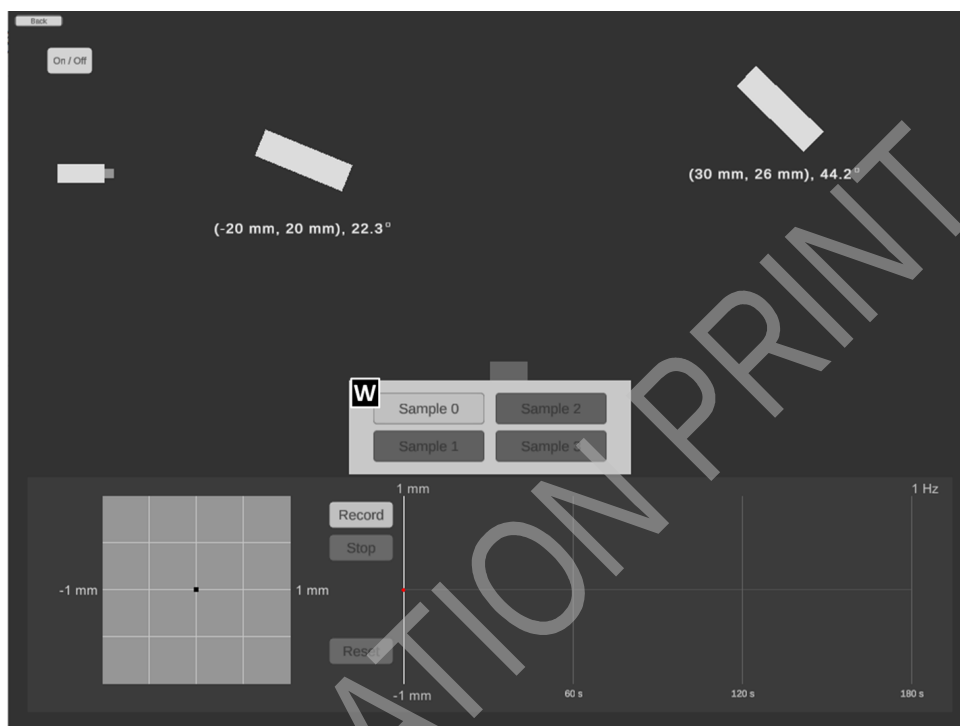 Back
On / Off
(30 mm, 26 mm), 44.2°
(-20 mm, 20 mm), 22.3°
W
Sample 0
Sample 2
Sample 1
Sample
1 mm
1 Hz
Record
Stop
-1 mm
1 mm
Reset
-1 mm
60 s
120 s
180 s
ATION PRINT